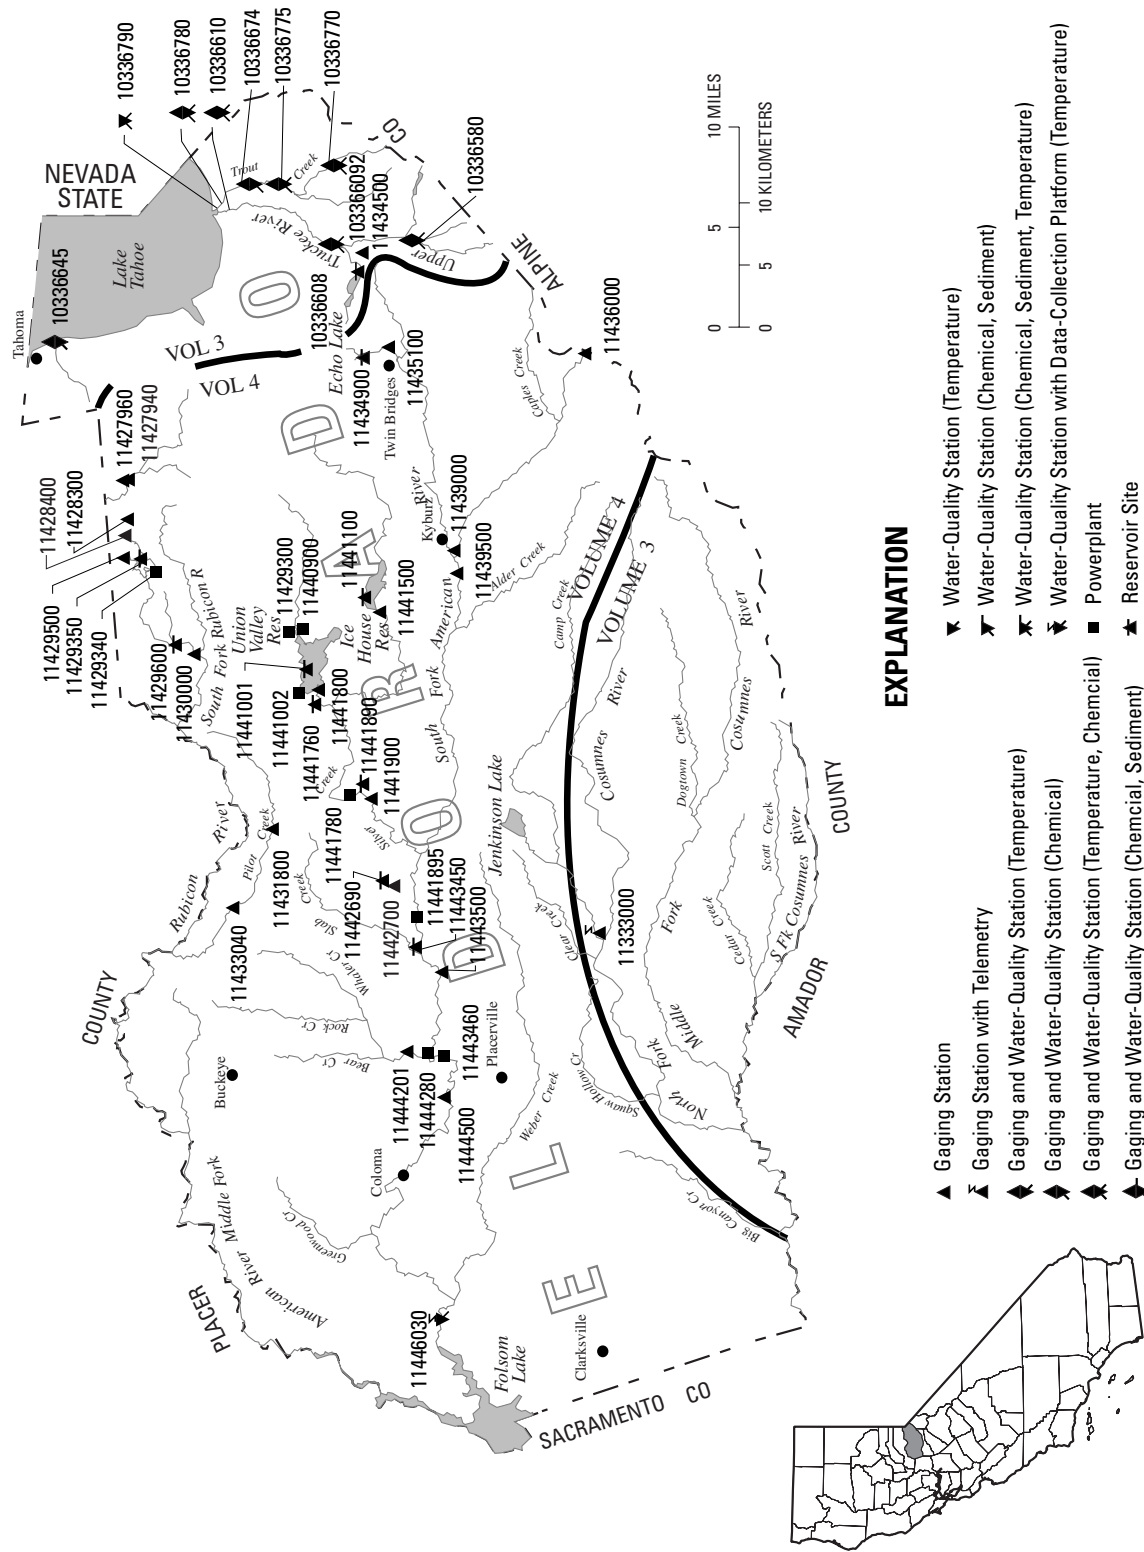 NEVADA
STATE
Lake
Tahoe
Tahoma
10336645
10336790
10336780
10336610
10336674
10336775
10336770
Trout
Creek
CO
10336580
103366092
11434500
Truckee River
Upper
ALPINE
VOL 3
VOL 4
10336608
Echo Lake
11434900
Twin Bridges
11435100
Caples Creek
11436000
11427960
11427940
11428400
11428300
11429500
11429350
11429340
11429600
11430000
South Fork Rubicon R
Union
Valley
Res
11429300
11440900
11441100
Ice
House
Res
11441500
Kyburz
River
11439000
11439500
Alder Creek
South Fork American
11441001
11441002
11441760
11441800
11441890
11441900
11441780
Creek
Silver
Jenkinson Lake
Camp Creek
VOLUME 4
VOLUME 3
Cosumnes River
Dogtown Creek
Cosumnes River
Scott Creek
S Fk Cosumnes River
COUNTY
AMADOR
Cedar Creek
Middle Fork
North Fork
11333000
Clear Creek
Squaw Hollow Cr
Big Canyon Cr
Rubicon River
Pilot Creek
11431800
11433040
Slab Creek
11442690
11442700
11441895
11443450
11443500
Whaler Cr
Rock Cr
Bear Cr
COUNTY
Buckeye
11444201
11444280
11443460
11444500
Placerville
Weber Creek
Coloma
Greenwood Cr
Middle Fork
American River
PLACER
11446030
Folsom
Lake
Clarksville
SACRAMENTO CO
EL DORADO
0 5 10 MILES
0 5 10 KILOMETERS
EXPLANATION
Gaging Station
Gaging Station with Telemetry
Gaging and Water-Quality Station (Temperature)
Gaging and Water-Quality Station (Chemical)
Gaging and Water-Quality Station (Temperature, Chemcial)
Gaging and Water-Quality Station (Chemcial, Sediment)
Water-Quality Station (Temperature)
Water-Quality Station (Chemical, Sediment)
Water-Quality Station (Chemical, Sediment, Temperature)
Water-Quality Station with Data-Collection Platform (Temperature)
Powerplant
Reservoir Site